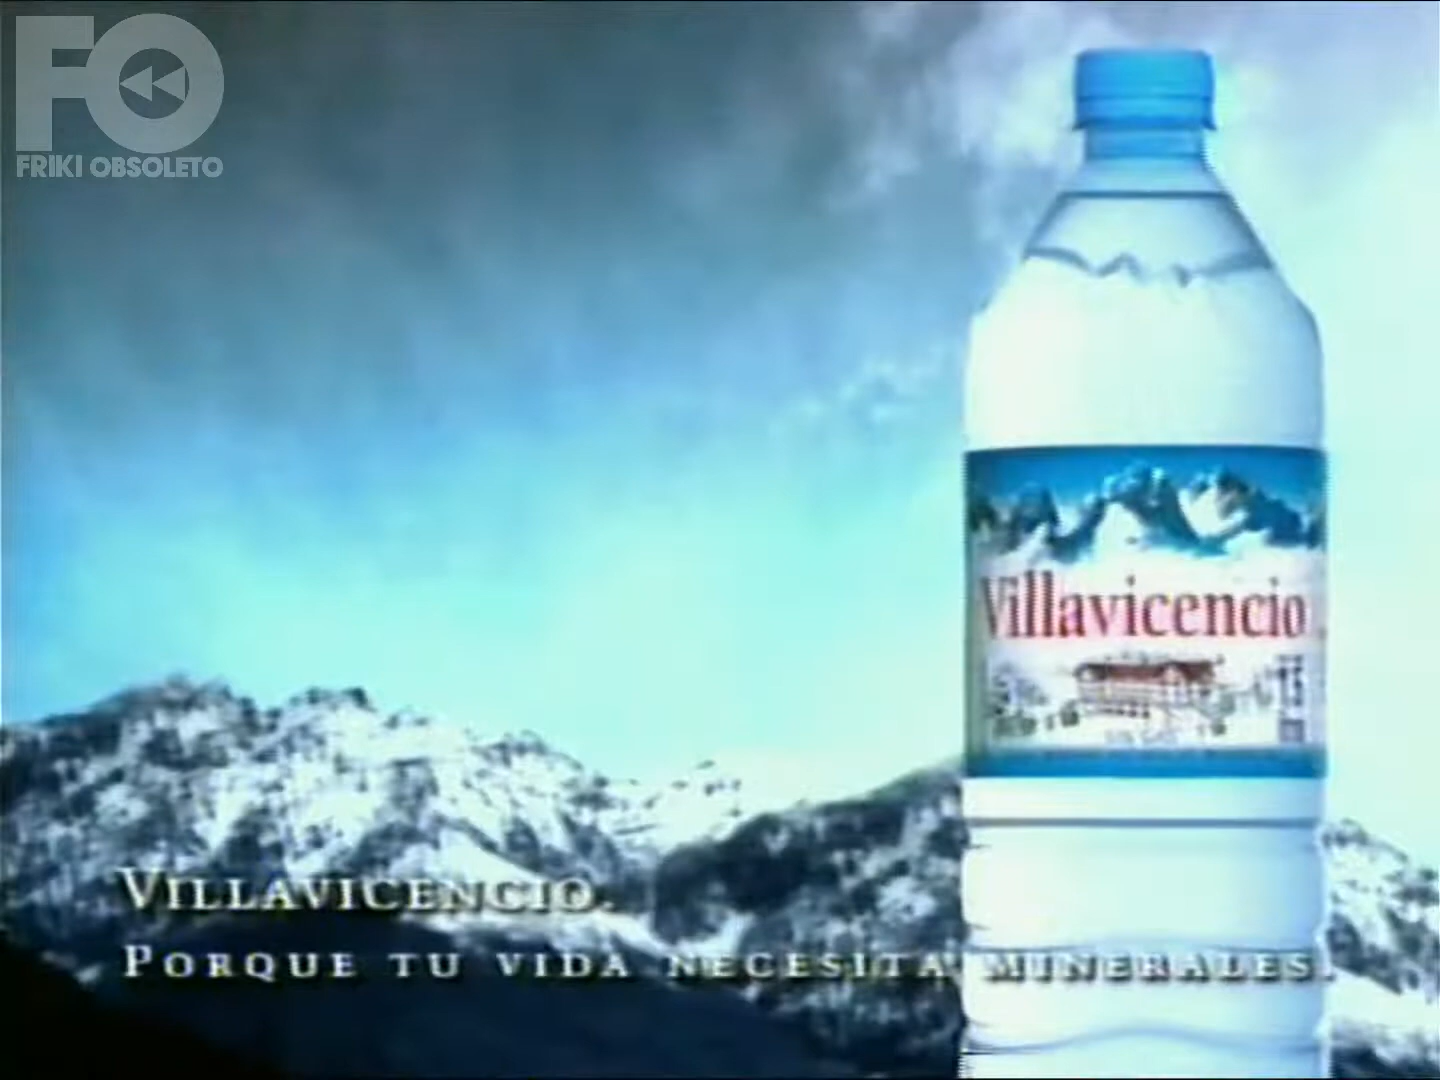 FO
FRIKI OBSOLETO
Villavicencio
VILLAVICENCIO.
PORQUE TU VIDA NECESITA MINERALES.